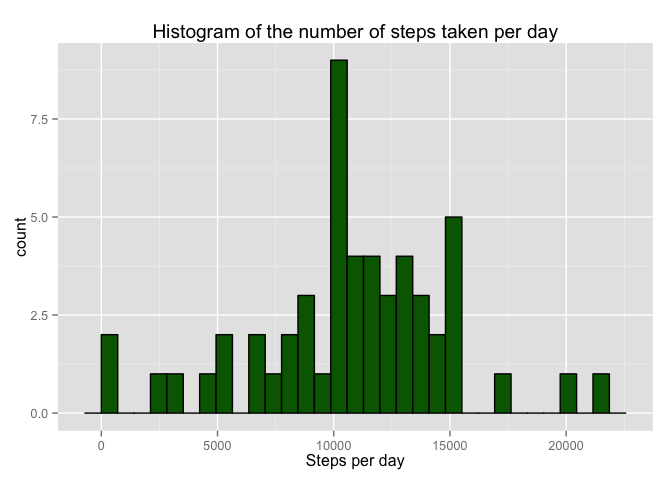 Histogram of the number of steps taken per day
7.5
5.0
2.5
0.0
count
0 5000 10000 15000 20000
Steps per day